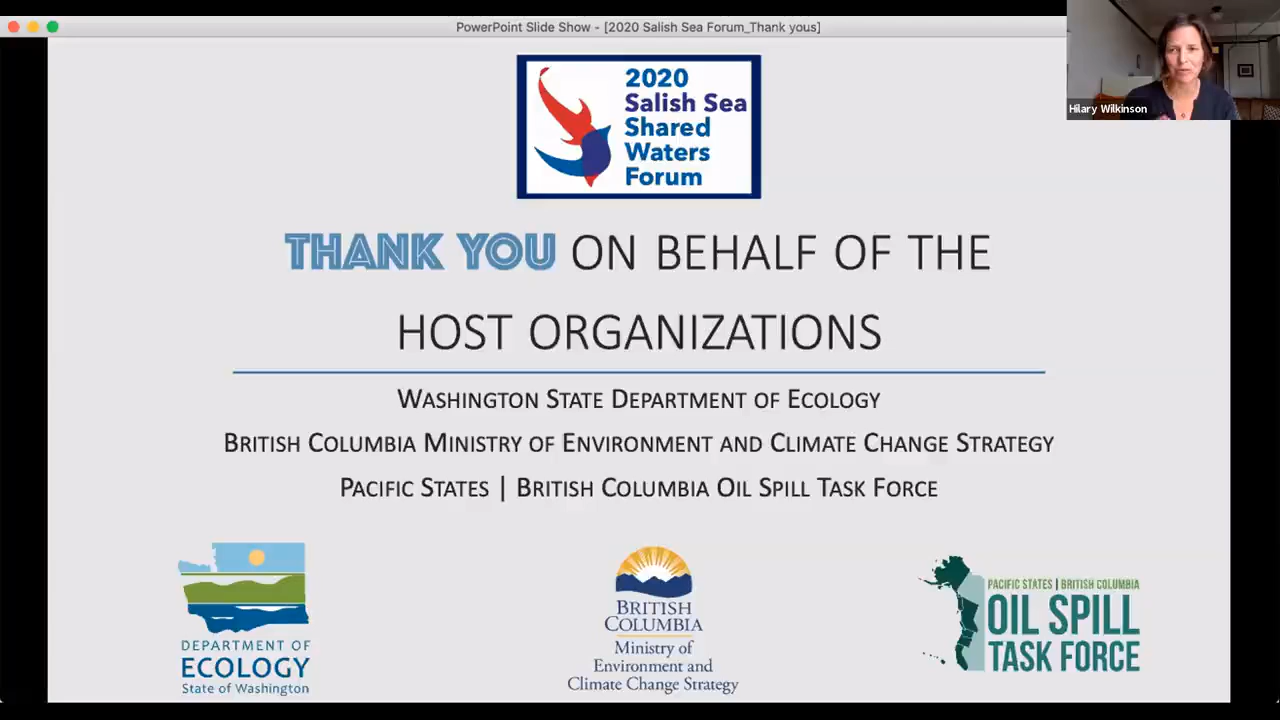 PowerPoint Slide Show - [2020 Salish Sea Forum_Thank yous]
Hilary Wilkinson
2020
Salish Sea
Shared
Waters
Forum
THANK YOU ON BEHALF OF THE
HOST ORGANIZATIONS
WASHINGTON STATE DEPARTMENT OF ECOLOGY
BRITISH COLUMBIA MINISTRY OF ENVIRONMENT AND CLIMATE CHANGE STRATEGY
PACIFIC STATES | BRITISH COLUMBIA OIL SPILL TASK FORCE
DEPARTMENT OF
ECOLOGY
State of Washington
BRITISH
COLUMBIA
Ministry of
Environment and
Climate Change Strategy
PACIFIC STATES | BRITISH COLUMBIA
OIL SPILL
TASK FORCE